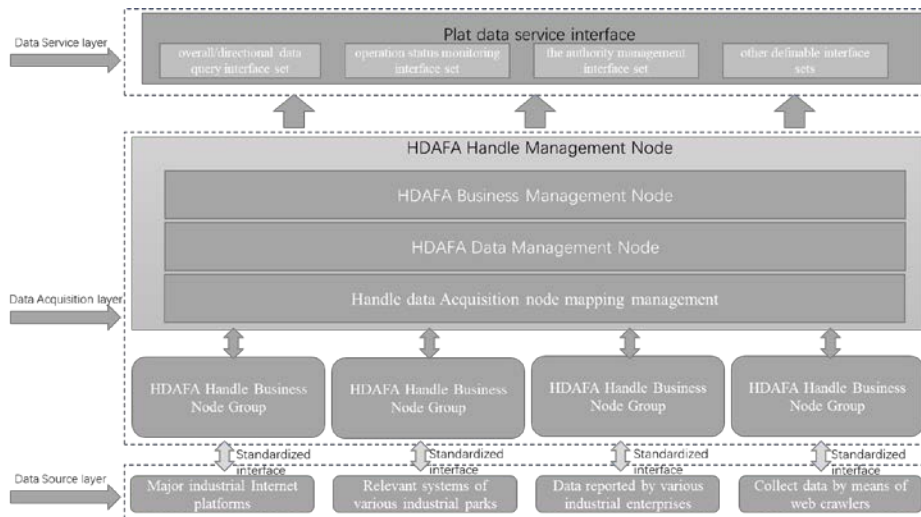 Data Service layer
Plat data service interface
overall/directional data
query interface set
operation status monitoring
interface set
the authority management
interface set
other definable interface
sets
HDAFA Handle Management Node
HDAFA Business Management Node
HDAFA Data Management Node
Handle data Acquisition node mapping management
Data Acquisition layer
HDAFA Handle Business
Node Group
HDAFA Handle Business
Node Group
HDAFA Handle Business
Node Group
HDAFA Handle Business
Node Group
Standardized
interface
Standardized
interface
Standardized
interface
Standardized
interface
Data Source layer
Major industrial Internet
platforms
Relevant systems of
various industrial parks
Data reported by various
industrial enterprises
Collect data by means of
web crawlers